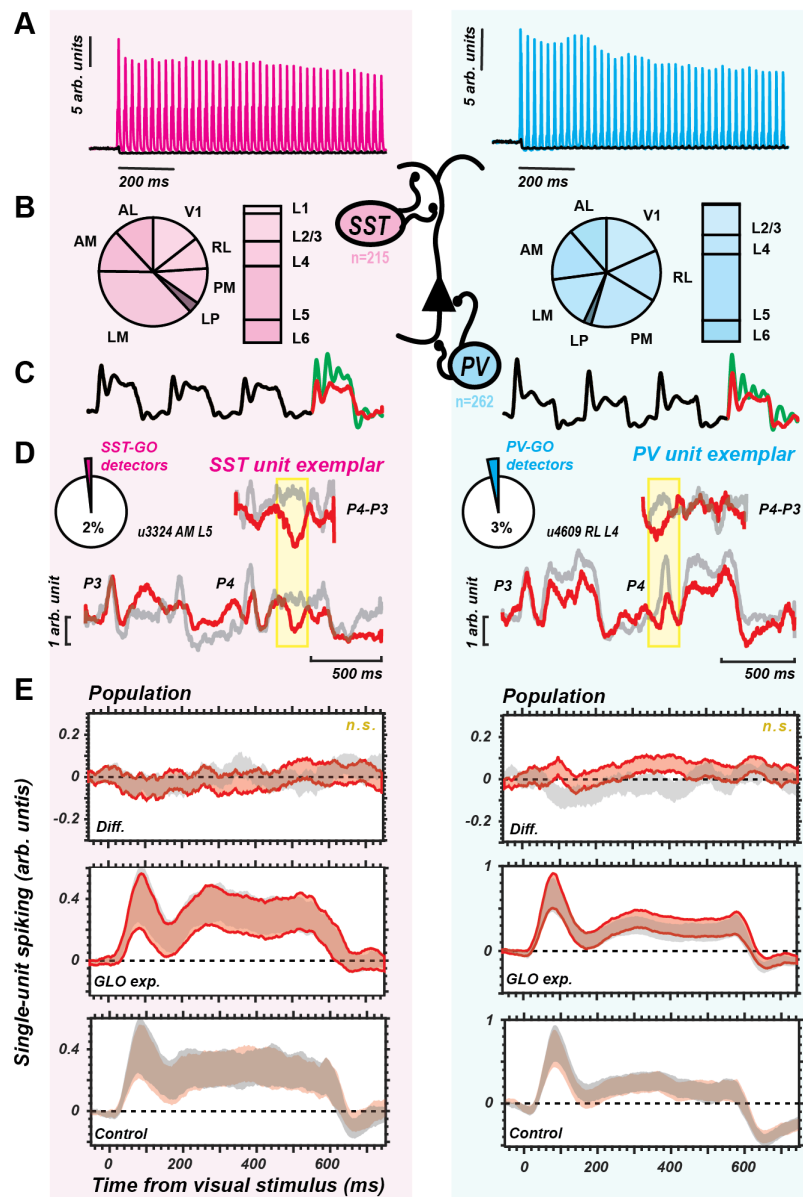 A
5 arb. units
5 arb. units
200 ms
200 ms
B
AL
V1
AM
RL
PM
LM
LP
L1
L2/3
L4
L5
L6
SST
n=215
V1
AM
RL
LM
LP
PM
L2/3
L4
L5
L6
PV
n=262
C
D
SST-GO
detectors
SST unit exemplar
2%
u3324 AM L5
P4-P3
P3
P4
1 arb. unit
500 ms
PV-GO
detectors
PV unit exemplar
3%
u4609 RL L4
P4-P3
P3
P4
1 arb. unit
500 ms
E
Single-unit spiking (arb. untis)
Population
n.s.
0.2
0
-0.2
Diff.
0.4
0
GLO exp.
0.4
0
Control
0
200
400
600
Time from visual stimulus (ms)
Population
n.s.
0.2
0
-0.2
Diff.
1
0
GLO exp.
1
0
Control
0
200
400
600